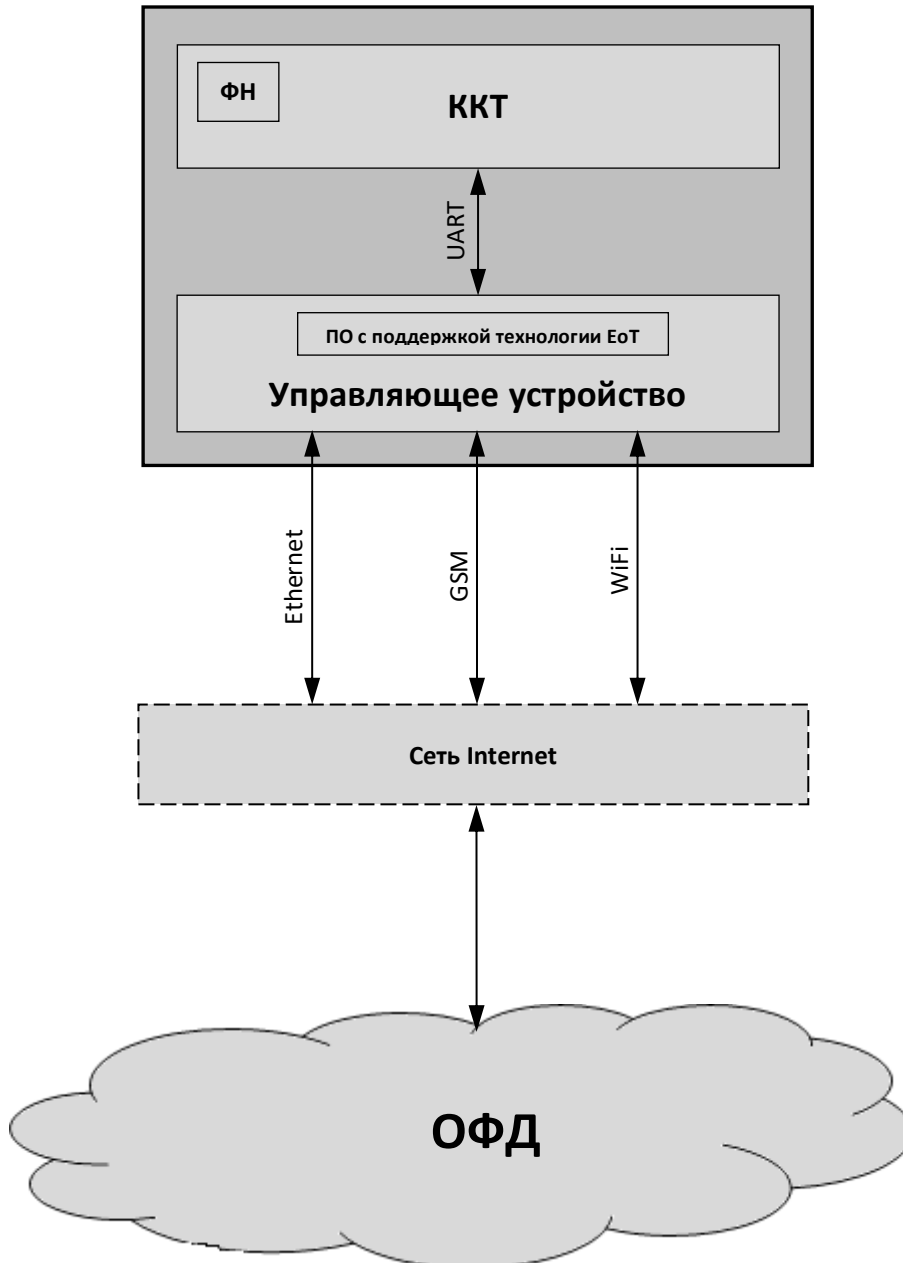 ФН
ККТ
UART
ПО с поддержкой технологии EoT
Управляющее устройство
Ethernet
GSM
WiFi
Сеть Internet
ОФД